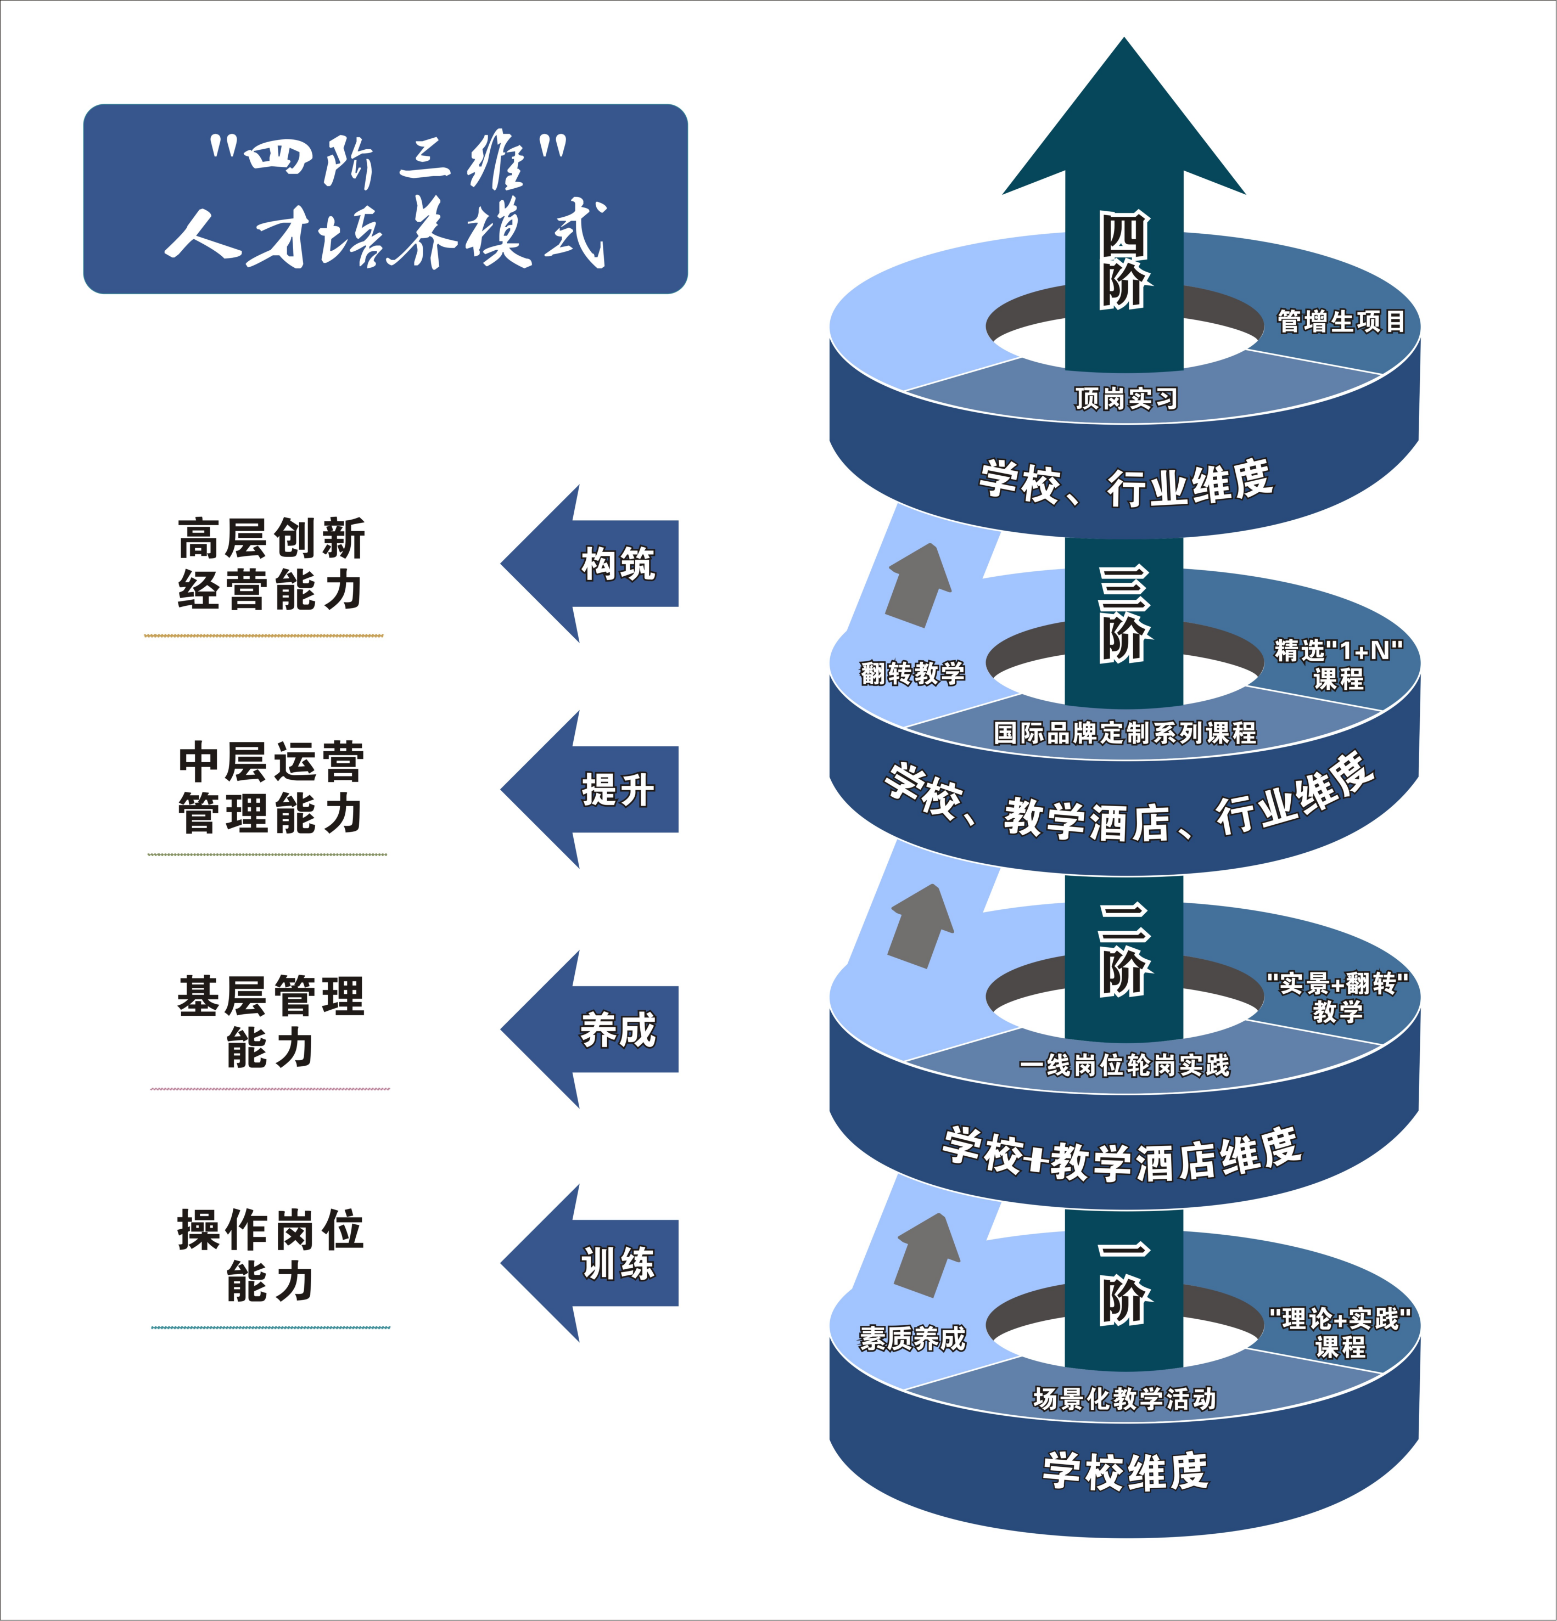 "四阶三维"
人才培养模式
四阶
管增生项目
顶岗实习
学校、行业维度
高层创新
经营能力
构筑
三阶
翻转教学
精选"1+N"
课程
国际品牌定制系列课程
学校、教学酒店、行业维度
中层运营
管理能力
提升
二阶
"实景+翻转"
教学
一线岗位轮岗实践
学校+教学酒店维度
基层管理
能力
养成
一阶
素质养成
"理论+实践"
课程
场景化教学活动
学校维度
操作岗位
能力
训练